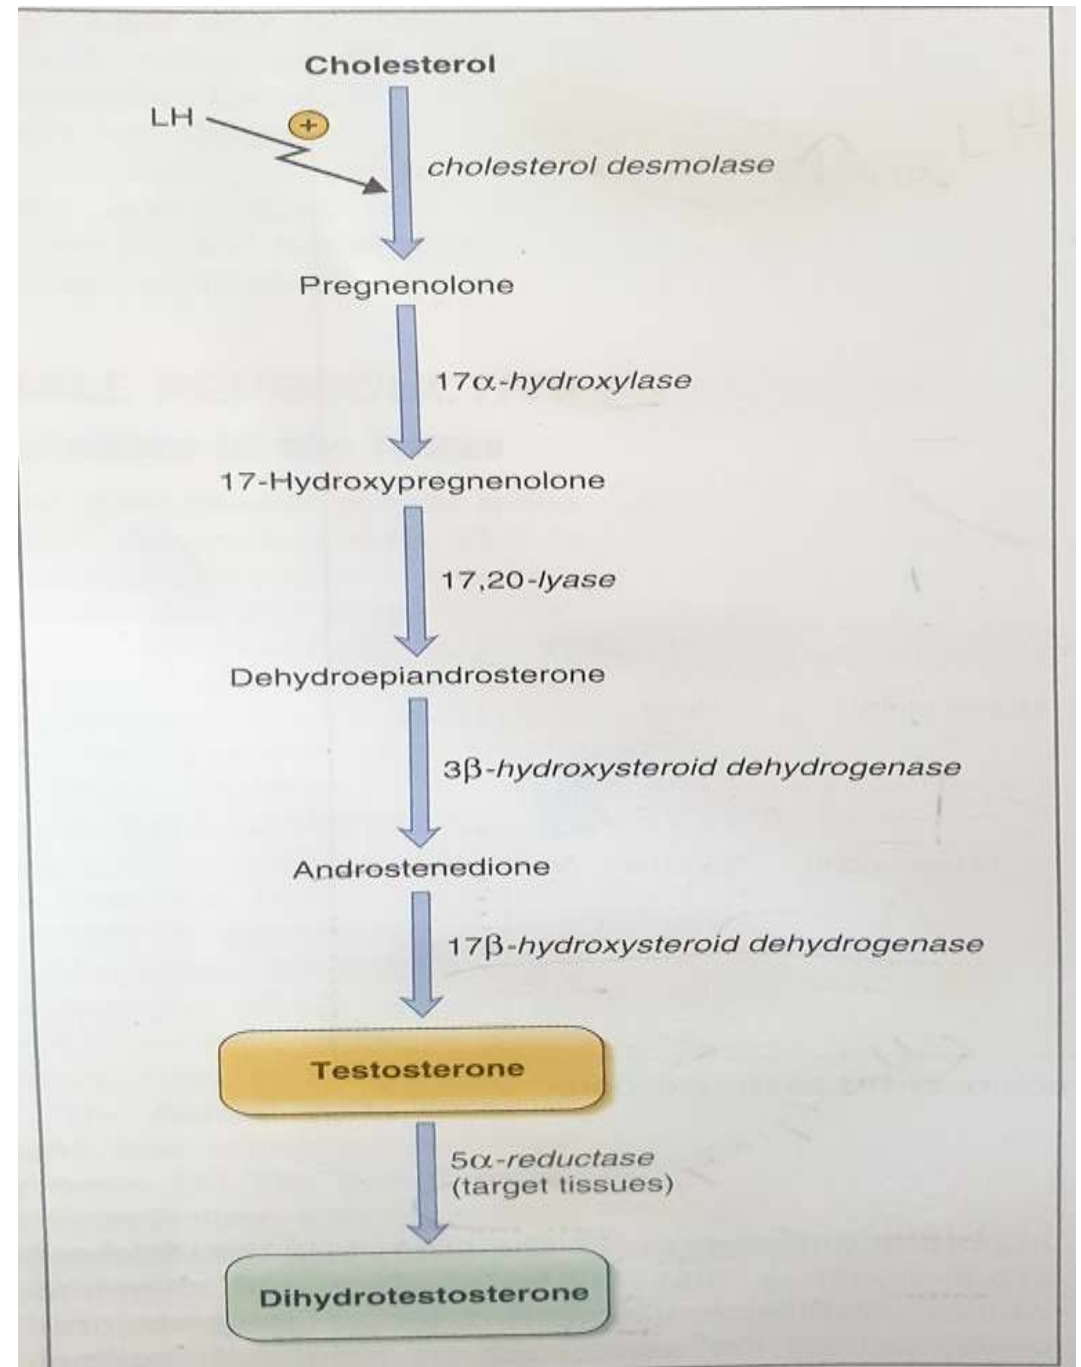 Cholesterol
LH
+
cholesterol desmolase
Pregnenolone
17α-hydroxylase
17-Hydroxypregnenolone
17,20-lyase
Dehydroepiandrosterone
3β-hydroxysteroid dehydrogenase
Androstenedione
17β-hydroxysteroid dehydrogenase
Testosterone
5α-reductase
(target tissues)
Dihydrotestosterone